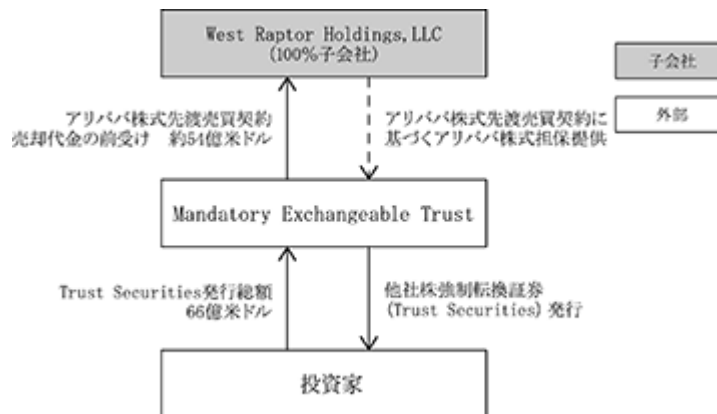 West Raptor Holdings,LLC
(100%子会社)
子会社
外部
アリババ株式先渡売買契約
売却代金の前受け 約54億米ドル
アリババ株式先渡売買契約に
基づくアリババ株式担保提供
Mandatory Exchangeable Trust
Trust Securities発行総額
66億米ドル
他社株強制転換証券
(Trust Securities) 発行
投資家